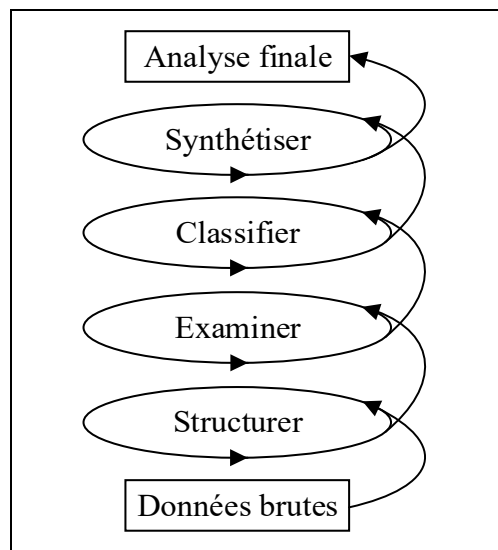 Analyse finale
Synthétiser
Classifier
Examiner
Structurer
Données brutes